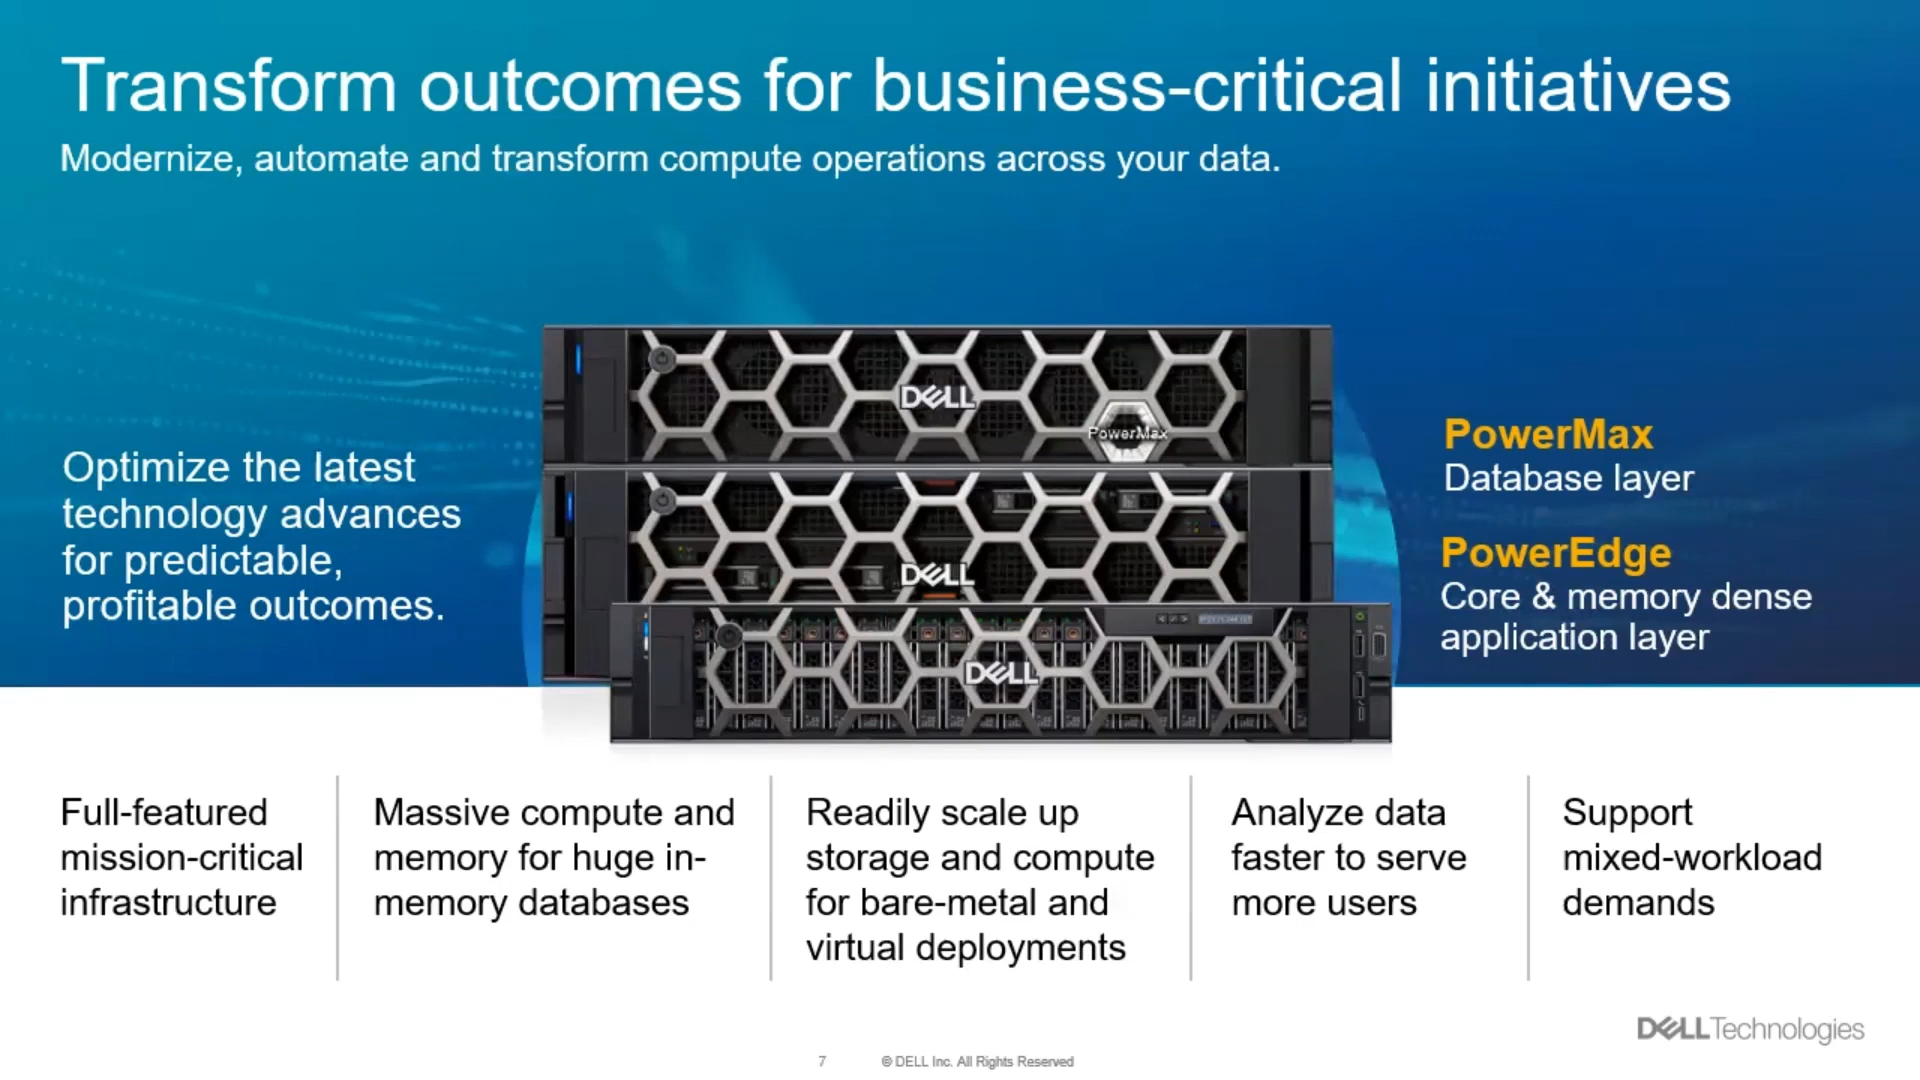 Transform outcomes for business-critical initiatives
Modernize, automate and transform compute operations across your data.
Optimize the latest
technology advances
for predictable,
profitable outcomes.
DELL
PowerMax
DELL
DELL
PowerMax
Database layer
PowerEdge
Core & memory dense
application layer
Full-featured
mission-critical
infrastructure
Massive compute and
memory for huge in-
memory databases
Readily scale up
storage and compute
for bare-metal and
virtual deployments
Analyze data
faster to serve
more users
Support
mixed-workload
demands
DELLTechnologies
7
© DELL Inc. All Rights Reserved